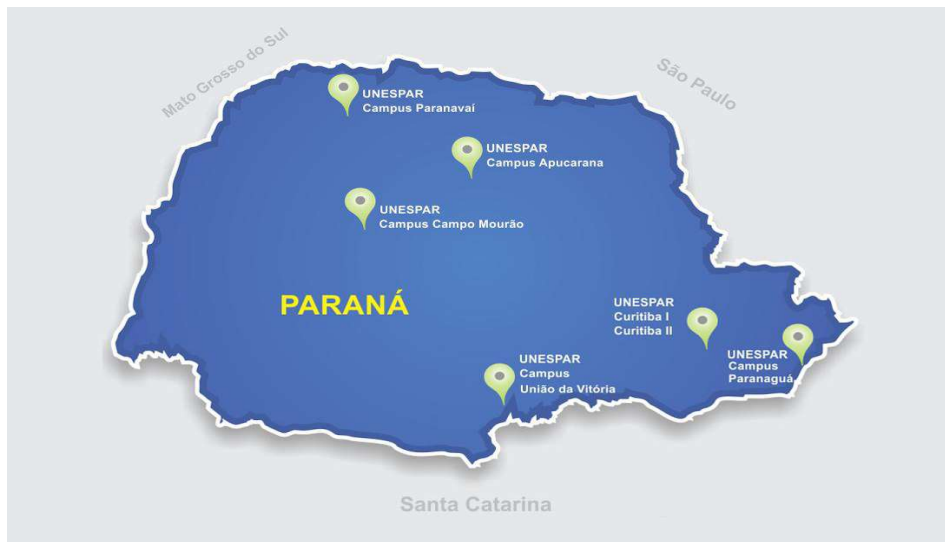 Mato Grosso do Sul
São Paulo
UNESPAR
Campus Paranavaí
UNESPAR
Campus Apucarana
UNESPAR
Campus Campo Mourão
PARANÁ
UNESPAR
Curitiba I
Curitiba II
UNESPAR
Campus
Paranaguá
UNESPAR
Campus
União da Vitória
Santa Catarina